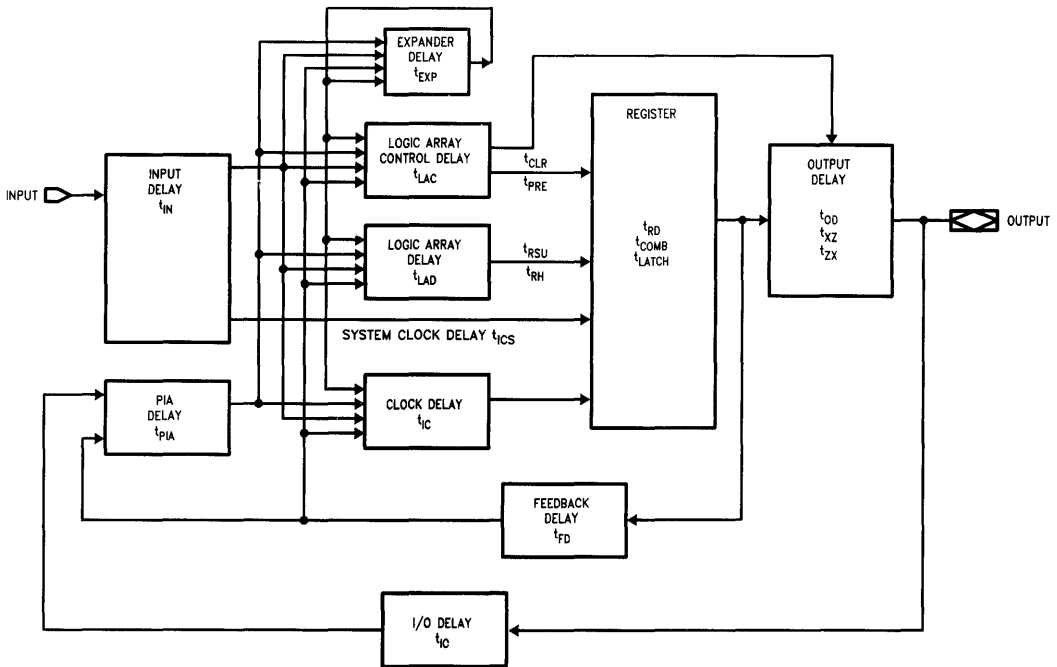 EXPANDER
DELAY
tEXP
REGISTER
LOGIC ARRAY
CONTROL DELAY
tLAC
tCLR
tPRE
INPUT
INPUT
DELAY
tIN
OUTPUT
DELAY
tOD
tXZ
tZX
OUTPUT
LOGIC ARRAY
DELAY
tLAD
tRSU
tRH
tRD
tCOMB
tLATCH
SYSTEM CLOCK DELAY tICS
PIA
DELAY
tPIA
CLOCK DELAY
tIC
FEEDBACK
DELAY
tFD
I/O DELAY
tIO